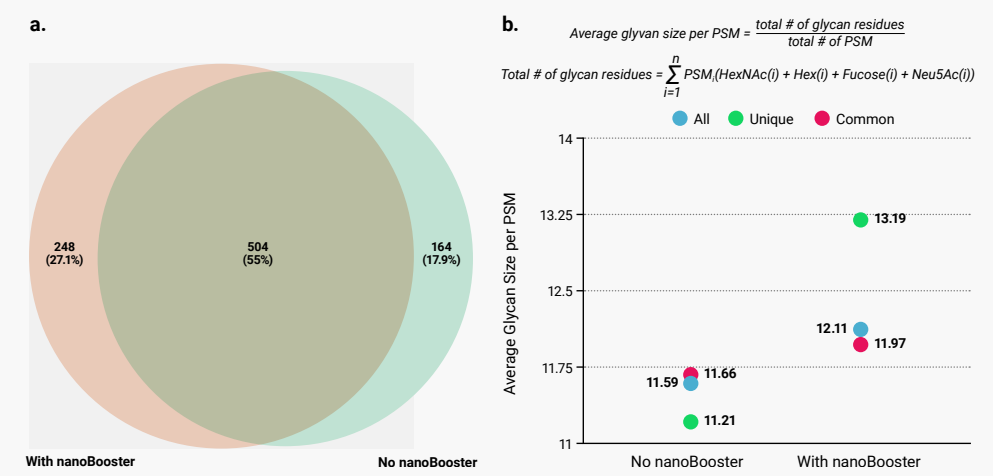 a.
248
(27.1%)
504
(55%)
164
(17.9%)
With nanoBooster
No nanoBooster
b.
Average glyvan size per PSM = total # of glycan residues
total # of PSM
Total # of glycan residues = n∑i=1 PSMᵢ(HexNAc(i) + Hex(i) + Fucose(i) + Neu5Ac(i))
All Unique Common
Average Glycan Size per PSM
14
13.25
12.5
11.75
11
13.19
12.11
11.97
11.66
11.59
11.21
No nanoBooster With nanoBooster